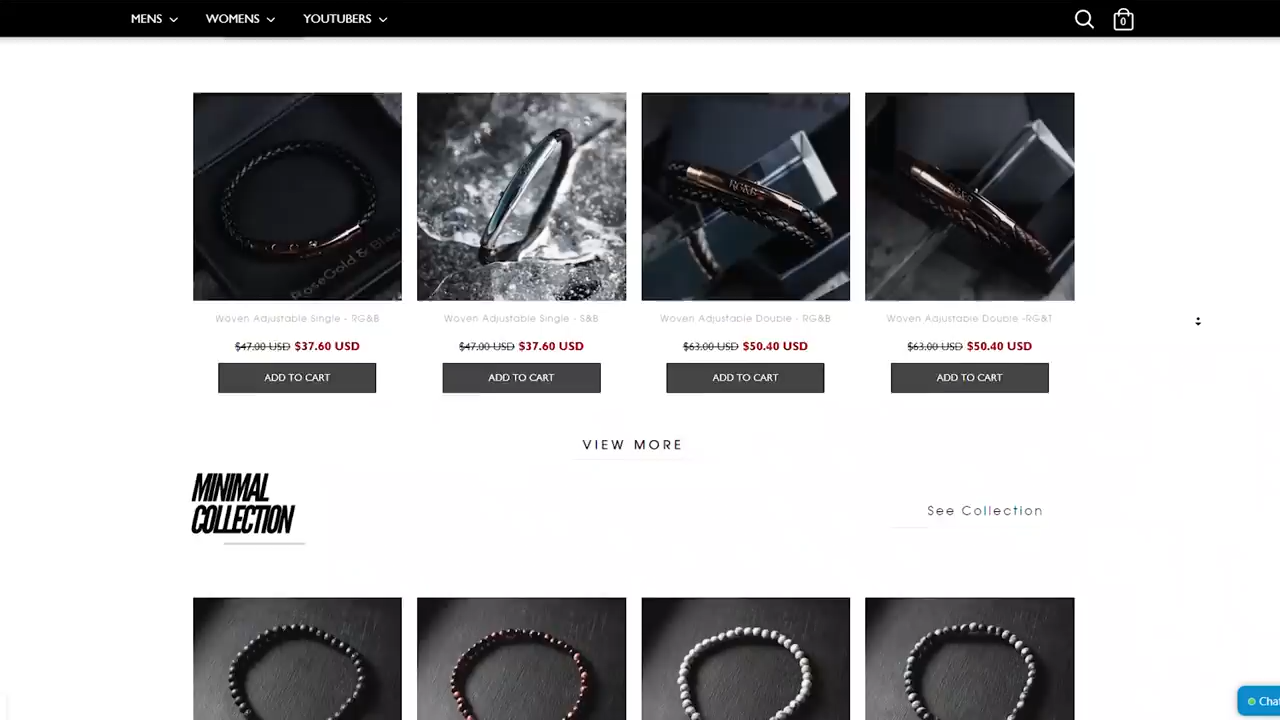 MENS
WOMENS
YOUTUBERS
0
RoseGold & Black
RG&B
Woven Adjustable Single - RG&B
Woven Adjustable Single - S&B
Woven Adjustable Double - RG&B
Woven Adjustable Double -RG&T
$47.00 USD $37.60 USD
$47.00 USD $37.60 USD
$63.00 USD $50.40 USD
$63.00 USD $50.40 USD
ADD TO CART
ADD TO CART
ADD TO CART
ADD TO CART
VIEW MORE
MINIMAL
COLLECTION
See Collection